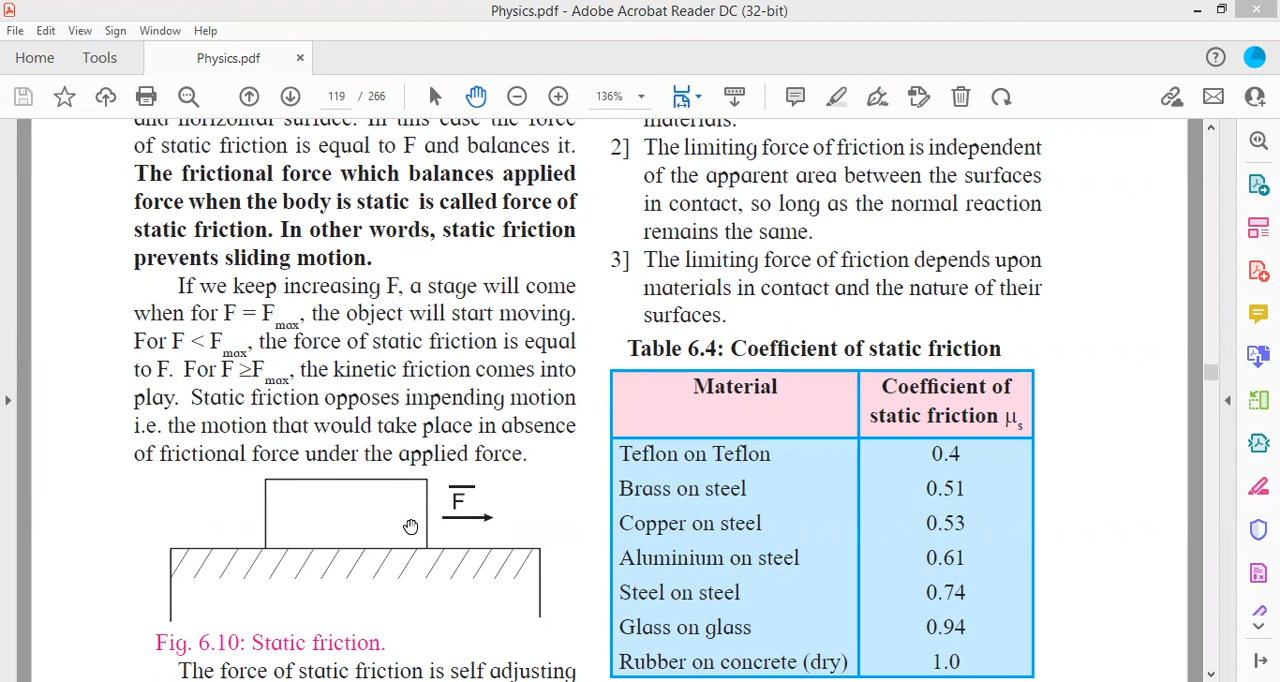 Physics.pdf - Adobe Acrobat Reader DC (32-bit)
File Edit View Sign Window Help
Home Tools Physics.pdf ×
119 / 266 136%
and horizontal surface. In this case the force
of static friction is equal to F and balances it.
The frictional force which balances applied
force when the body is static is called force of
static friction. In other words, static friction
prevents sliding motion.
If we keep increasing F, a stage will come
when for F = Fmax, the object will start moving.
For F < Fmax, the force of static friction is equal
to F. For F ≥Fmax, the kinetic friction comes into
play. Static friction opposes impending motion
i.e. the motion that would take place in absence
of frictional force under the applied force.
F
Fig. 6.10: Static friction.
The force of static friction is self adjusting
materials.
2] The limiting force of friction is independent
of the apparent area between the surfaces
in contact, so long as the normal reaction
remains the same.
3] The limiting force of friction depends upon
materials in contact and the nature of their
surfaces.
Table 6.4: Coefficient of static friction
Material Coefficient of
static friction μs
Teflon on Teflon 0.4
Brass on steel 0.51
Copper on steel 0.53
Aluminium on steel 0.61
Steel on steel 0.74
Glass on glass 0.94
Rubber on concrete (dry) 1.0